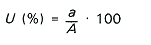 U (%) = a/A · 100